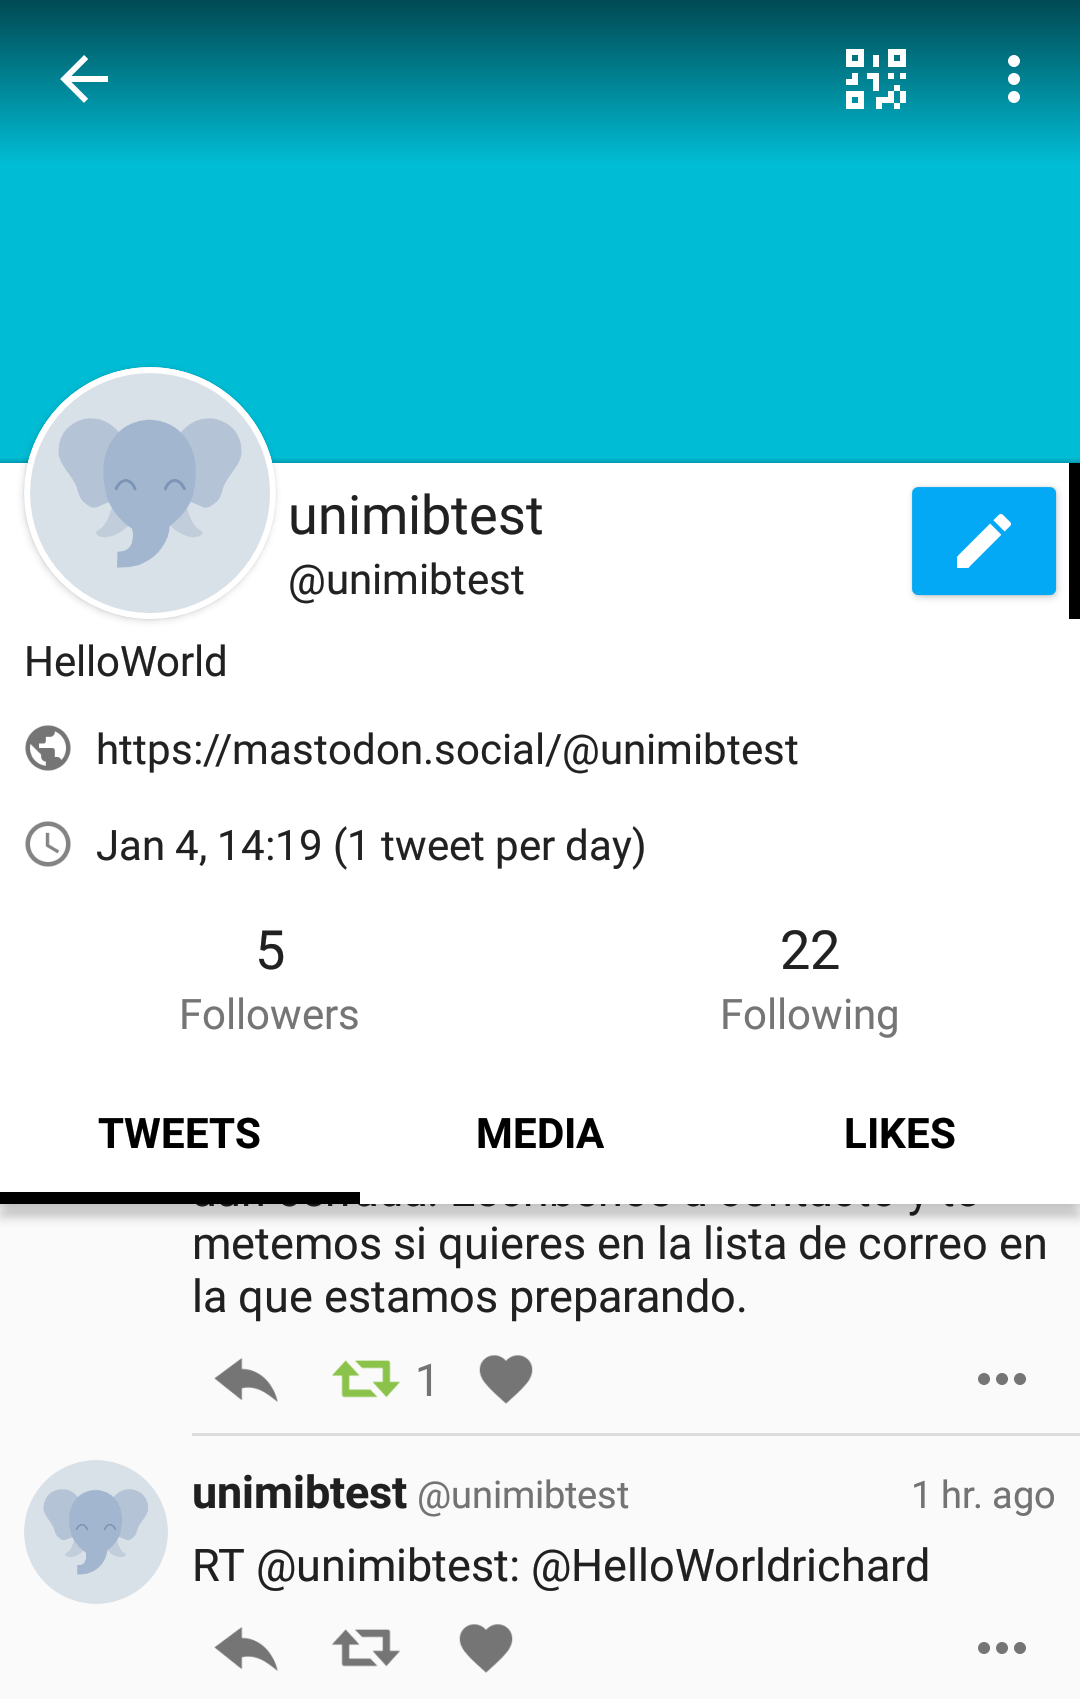 unimibtest
@unimibtest
HelloWorld
https://mastodon.social/@unimibtest
Jan 4, 14:19 (1 tweet per day)
5
Followers
22
Following
TWEETS
MEDIA
LIKES
metemos si quieres en la lista de correo en
la que estamos preparando.
1
unimibtest @unimibtest 1 hr. ago
RT @unimibtest: @HelloWorldrichard